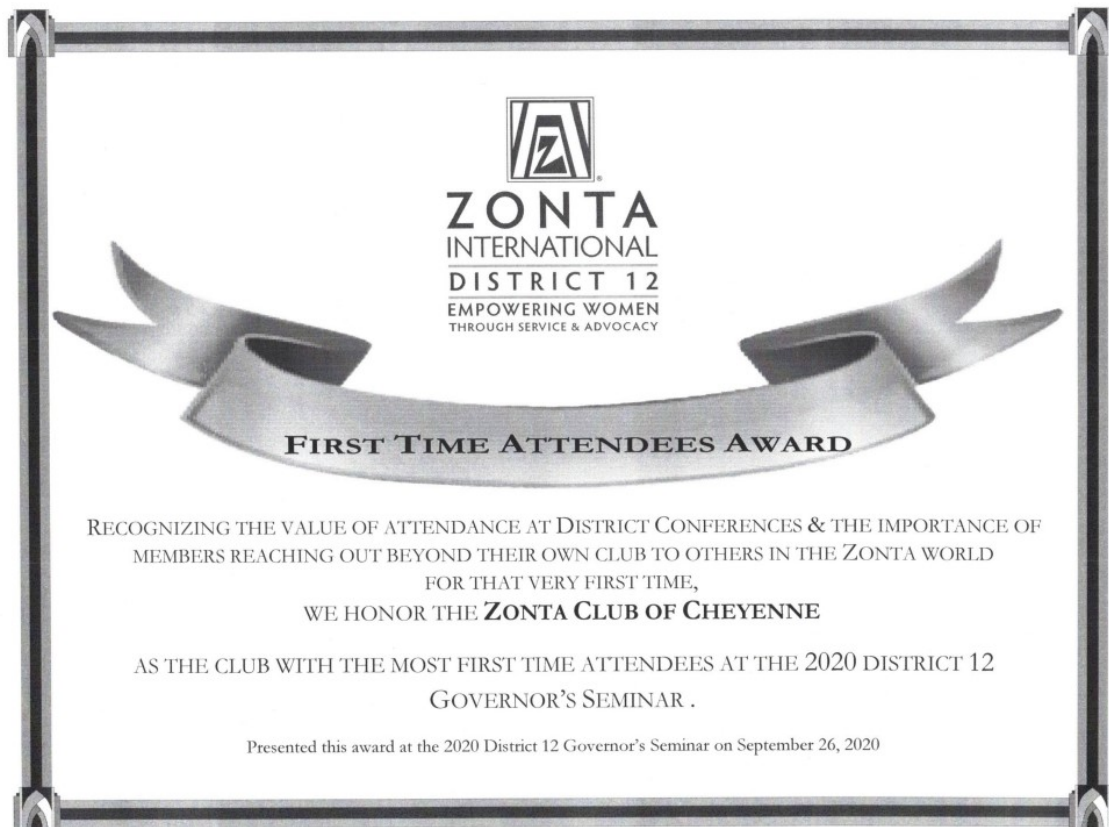 ZONTA
INTERNATIONAL
DISTRICT 12
EMPOWERING WOMEN
THROUGH SERVICE & ADVOCACY
FIRST TIME ATTENDEES AWARD
RECOGNIZING THE VALUE OF ATTENDANCE AT DISTRICT CONFERENCES & THE IMPORTANCE OF
MEMBERS REACHING OUT BEYOND THEIR OWN CLUB TO OTHERS IN THE ZONTA WORLD
FOR THAT VERY FIRST TIME,
WE HONOR THE ZONTA CLUB OF CHEYENNE
AS THE CLUB WITH THE MOST FIRST TIME ATTENDEES AT THE 2020 DISTRICT 12
GOVERNOR'S SEMINAR .
Presented this award at the 2020 District 12 Governor's Seminar on September 26, 2020